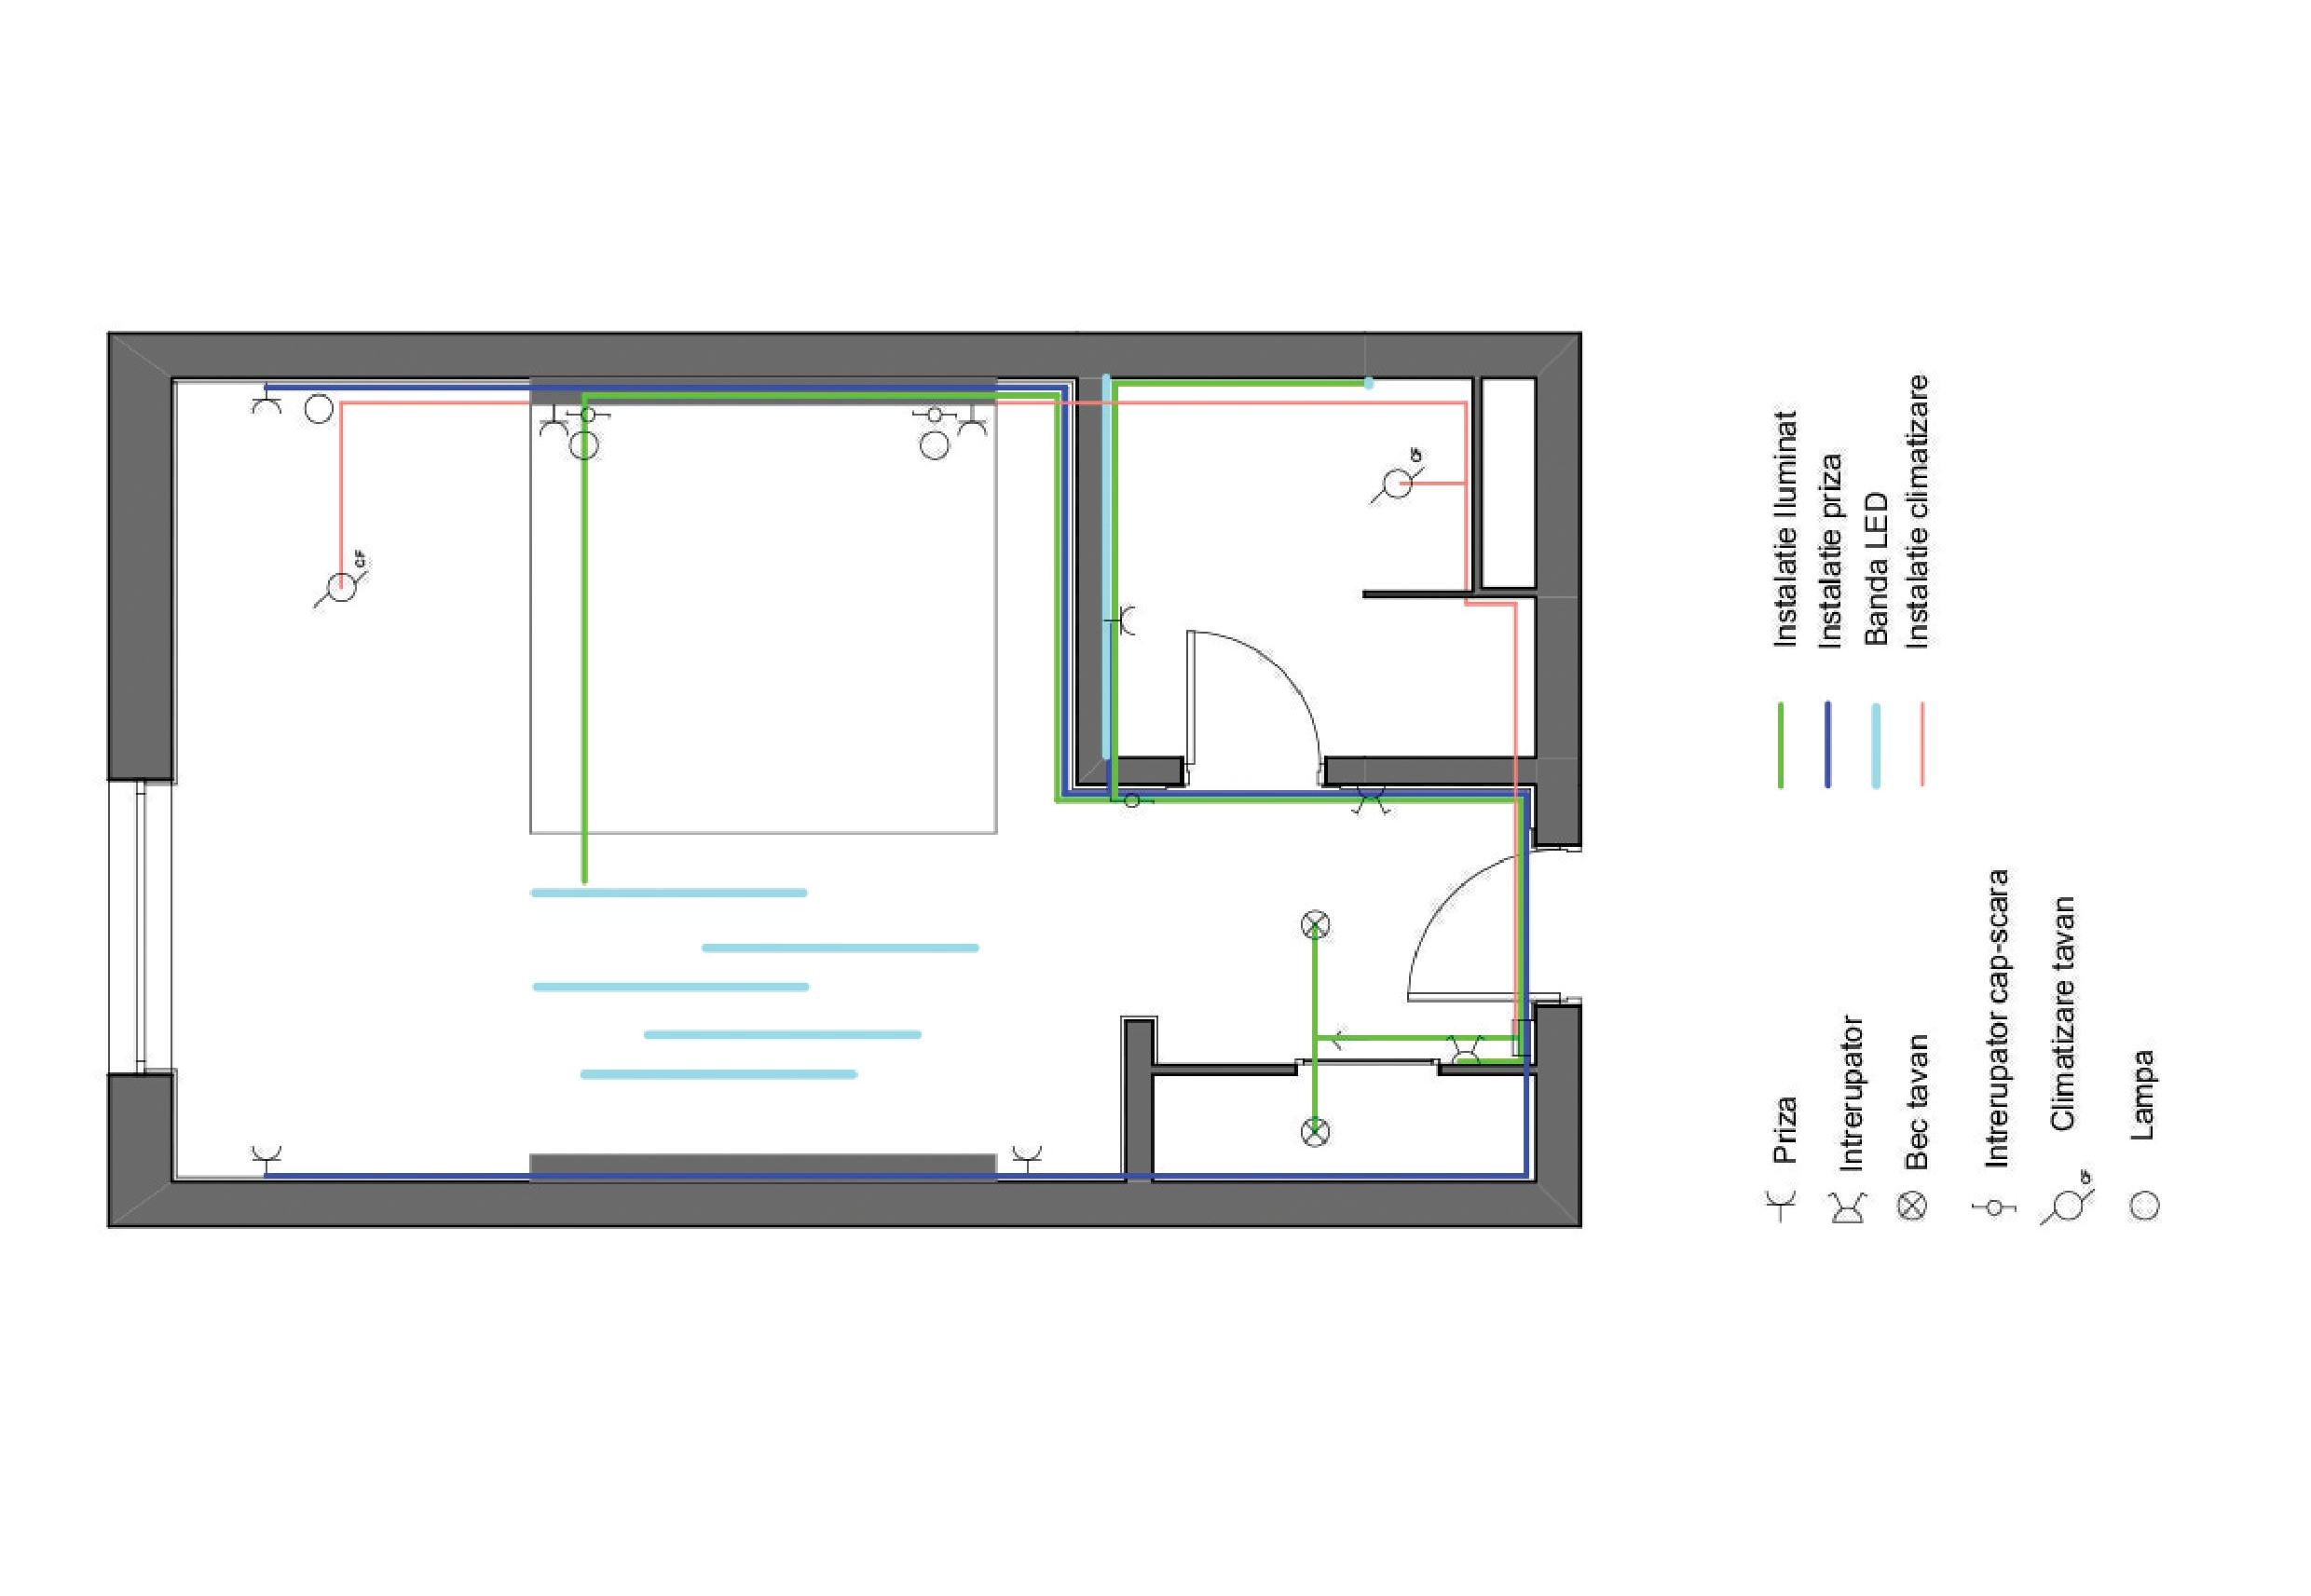 CF
CF
Instalatie Iluminat
Instalatie priza
Banda LED
Instalatie climatizare
Priza
Intrerupator
Bec tavan
Intrerupator cap-scara
Climatizare tavan
CF
Lampa